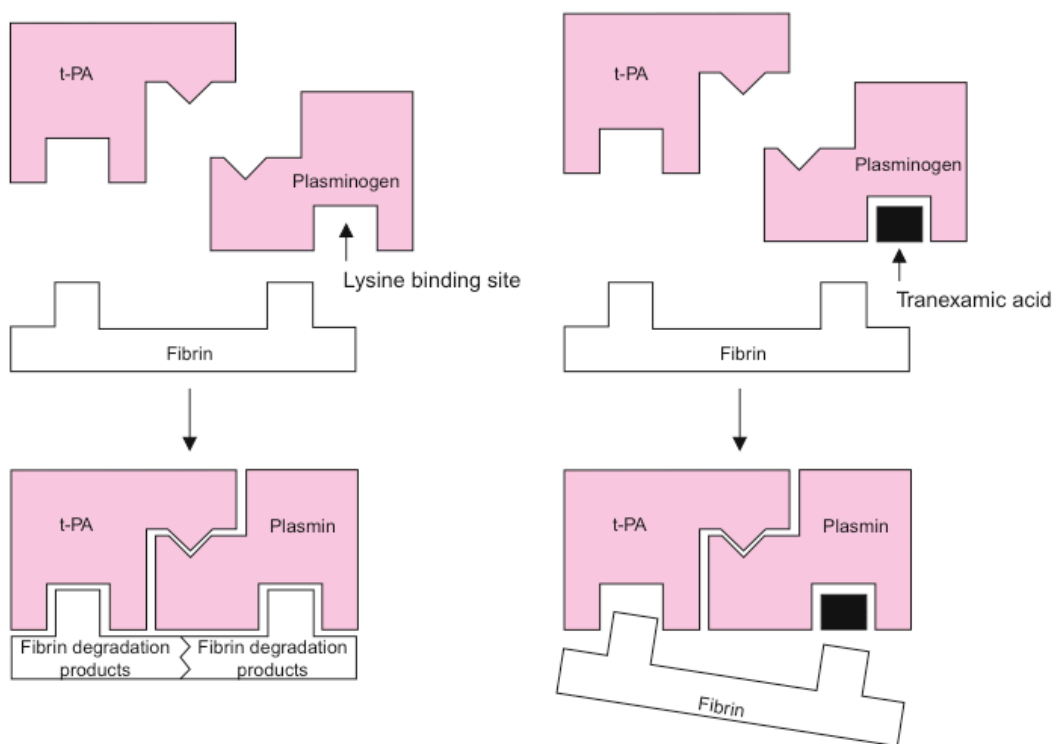 t-PA
Plasminogen
Lysine binding site
Fibrin
t-PA
Plasmin
Fibrin degradation
products
Fibrin degradation
products
t-PA
Plasminogen
Tranexamic acid
Fibrin
t-PA
Plasmin
Fibrin